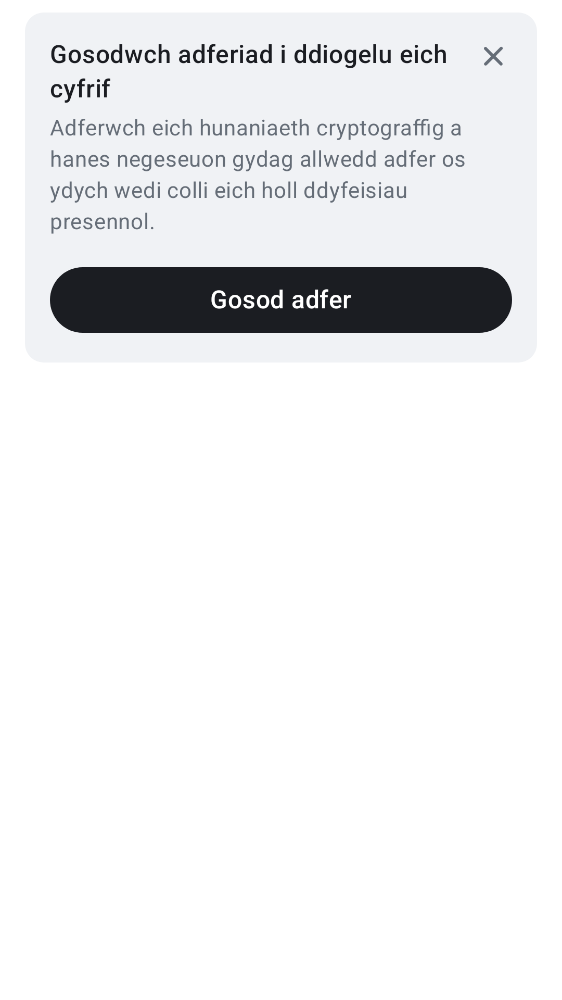 Gosodwch adferiad i ddiogelu eich
cyfrif
Adferwch eich hunaniaeth cryptograffig a
hanes negeseuon gydag allwedd adfer os
ydych wedi colli eich holl ddyfeisiau
presennol.
Gosod adfer